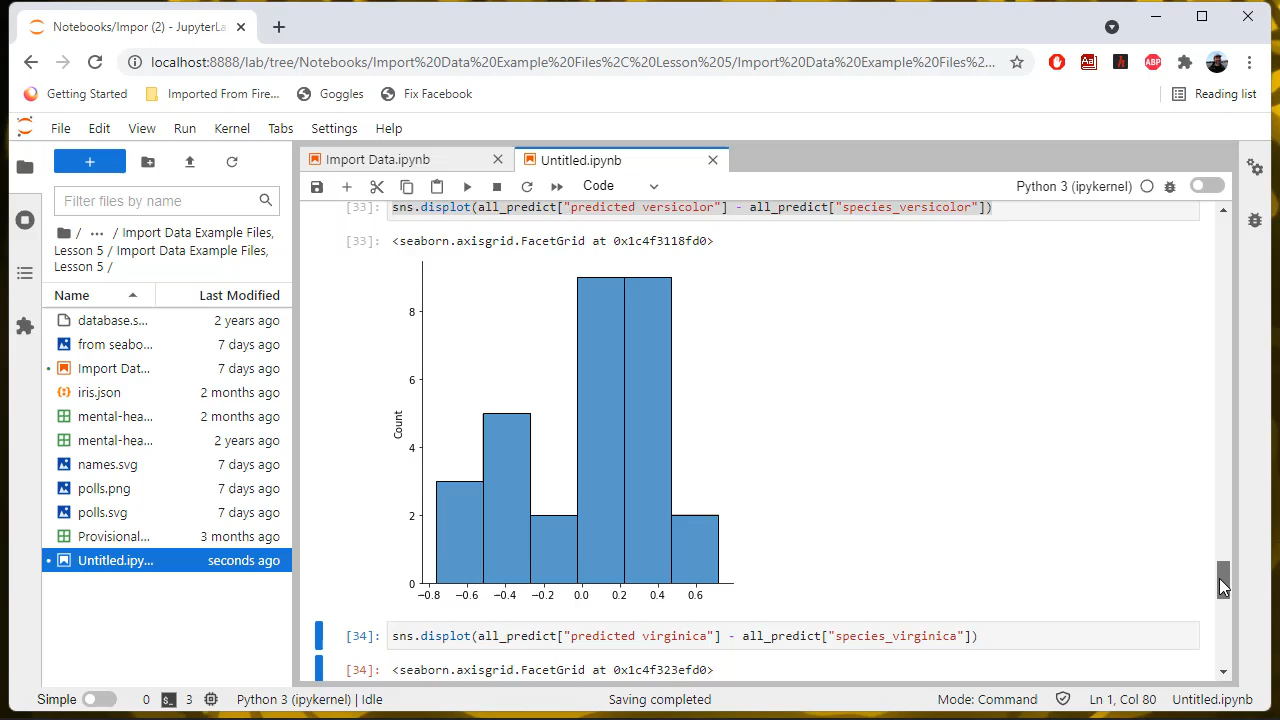 Notebooks/Impor (2) - JupyterLa
localhost:8888/lab/tree/Notebooks/Import%20Data%20Example%20Files%2C%20Lesson%205/Import%20Data%20Example%20Files%...
ABP
Getting Started
Imported From Fire...
Goggles
Fix Facebook
Reading list
File Edit View Run Kernel Tabs Settings Help
Import Data.ipynb
Untitled.ipynb
Code
Python 3 (ipykernel)
Filter files by name
/ ... / Import Data Example Files,
Lesson 5 / Import Data Example Files,
Lesson 5 /
Name Last Modified
database.s... 2 years ago
from seabo... 7 days ago
Import Dat... 7 days ago
iris.json 2 months ago
mental-hea... 2 months ago
mental-hea... 2 years ago
names.svg 7 days ago
polls.png 7 days ago
polls.svg 7 days ago
Provisional... 3 months ago
Untitled.ipy... seconds ago
[33]: sns.displot(all_predict["predicted versicolor"] - all_predict["species_versicolor"])
[33]: <seaborn.axisgrid.FacetGrid at 0x1c4f3118fd0>
8
6
4
2
0
Count
−0.8 −0.6 −0.4 −0.2 0.0 0.2 0.4 0.6
[34]: sns.displot(all_predict["predicted virginica"] - all_predict["species_virginica"])
[34]: <seaborn.axisgrid.FacetGrid at 0x1c4f323efd0>
Simple 0 3 Python 3 (ipykernel) | Idle Saving completed Mode: Command Ln 1, Col 80 Untitled.ipynb